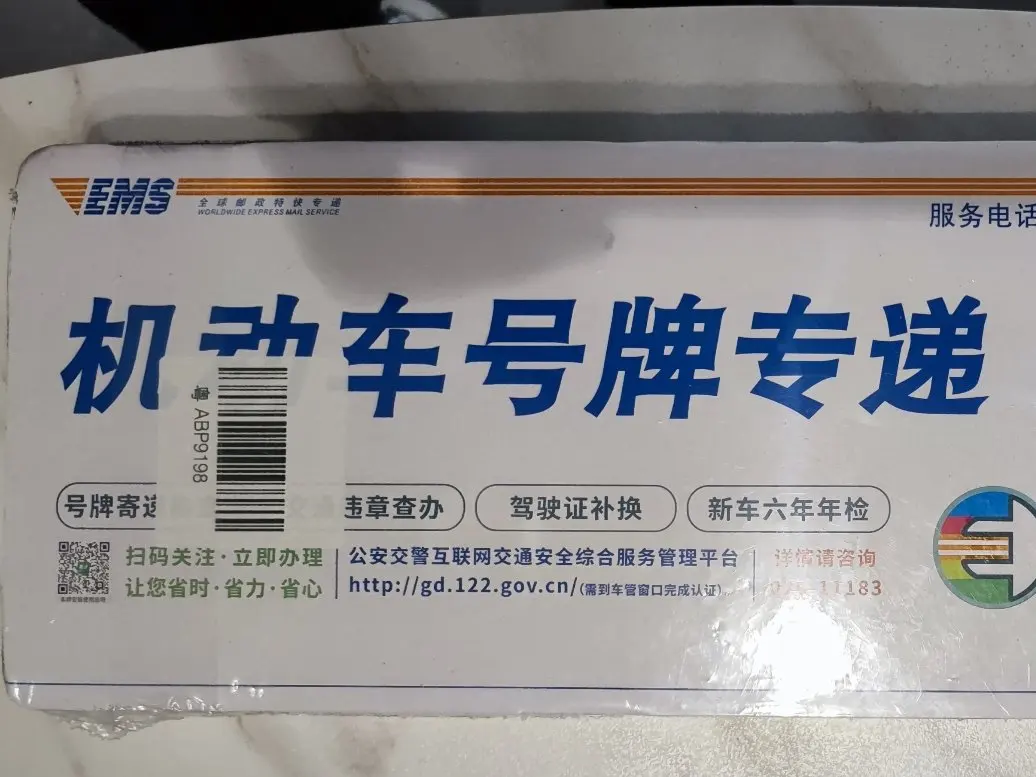 EMS 全球邮政特快专递
WORLDWIDE EXPRESS MAIL SERVICE
服务电话
机动车号牌专递
粤ABP9198
号牌寄递 交通违章查办 驾驶证补换 新车六年年检
扫码关注·立即办理 公安交警互联网交通安全综合服务管理平台 详情请咨询
让您省时·省力·省心 http://gd.122.gov.cn/(需到车管窗口完成认证) 11183